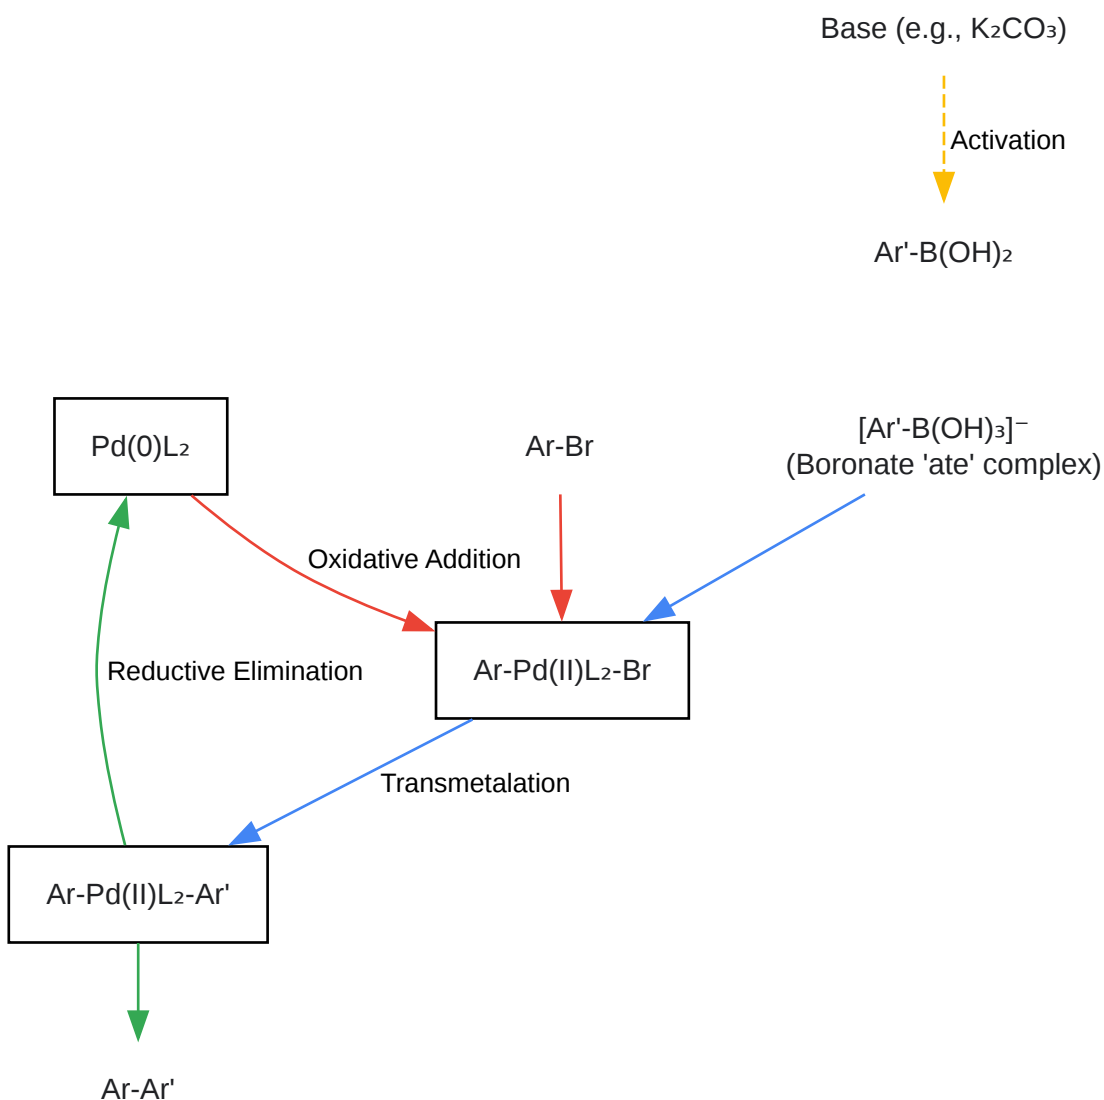 Base (e.g., K₂CO₃)
Activation
Ar'-B(OH)₂
Pd(0)L₂
Ar-Br
[Ar'-B(OH)₃]⁻
(Boronate 'ate' complex)
Oxidative Addition
Reductive Elimination
Ar-Pd(II)L₂-Br
Transmetalation
Ar-Pd(II)L₂-Ar'
Ar-Ar'